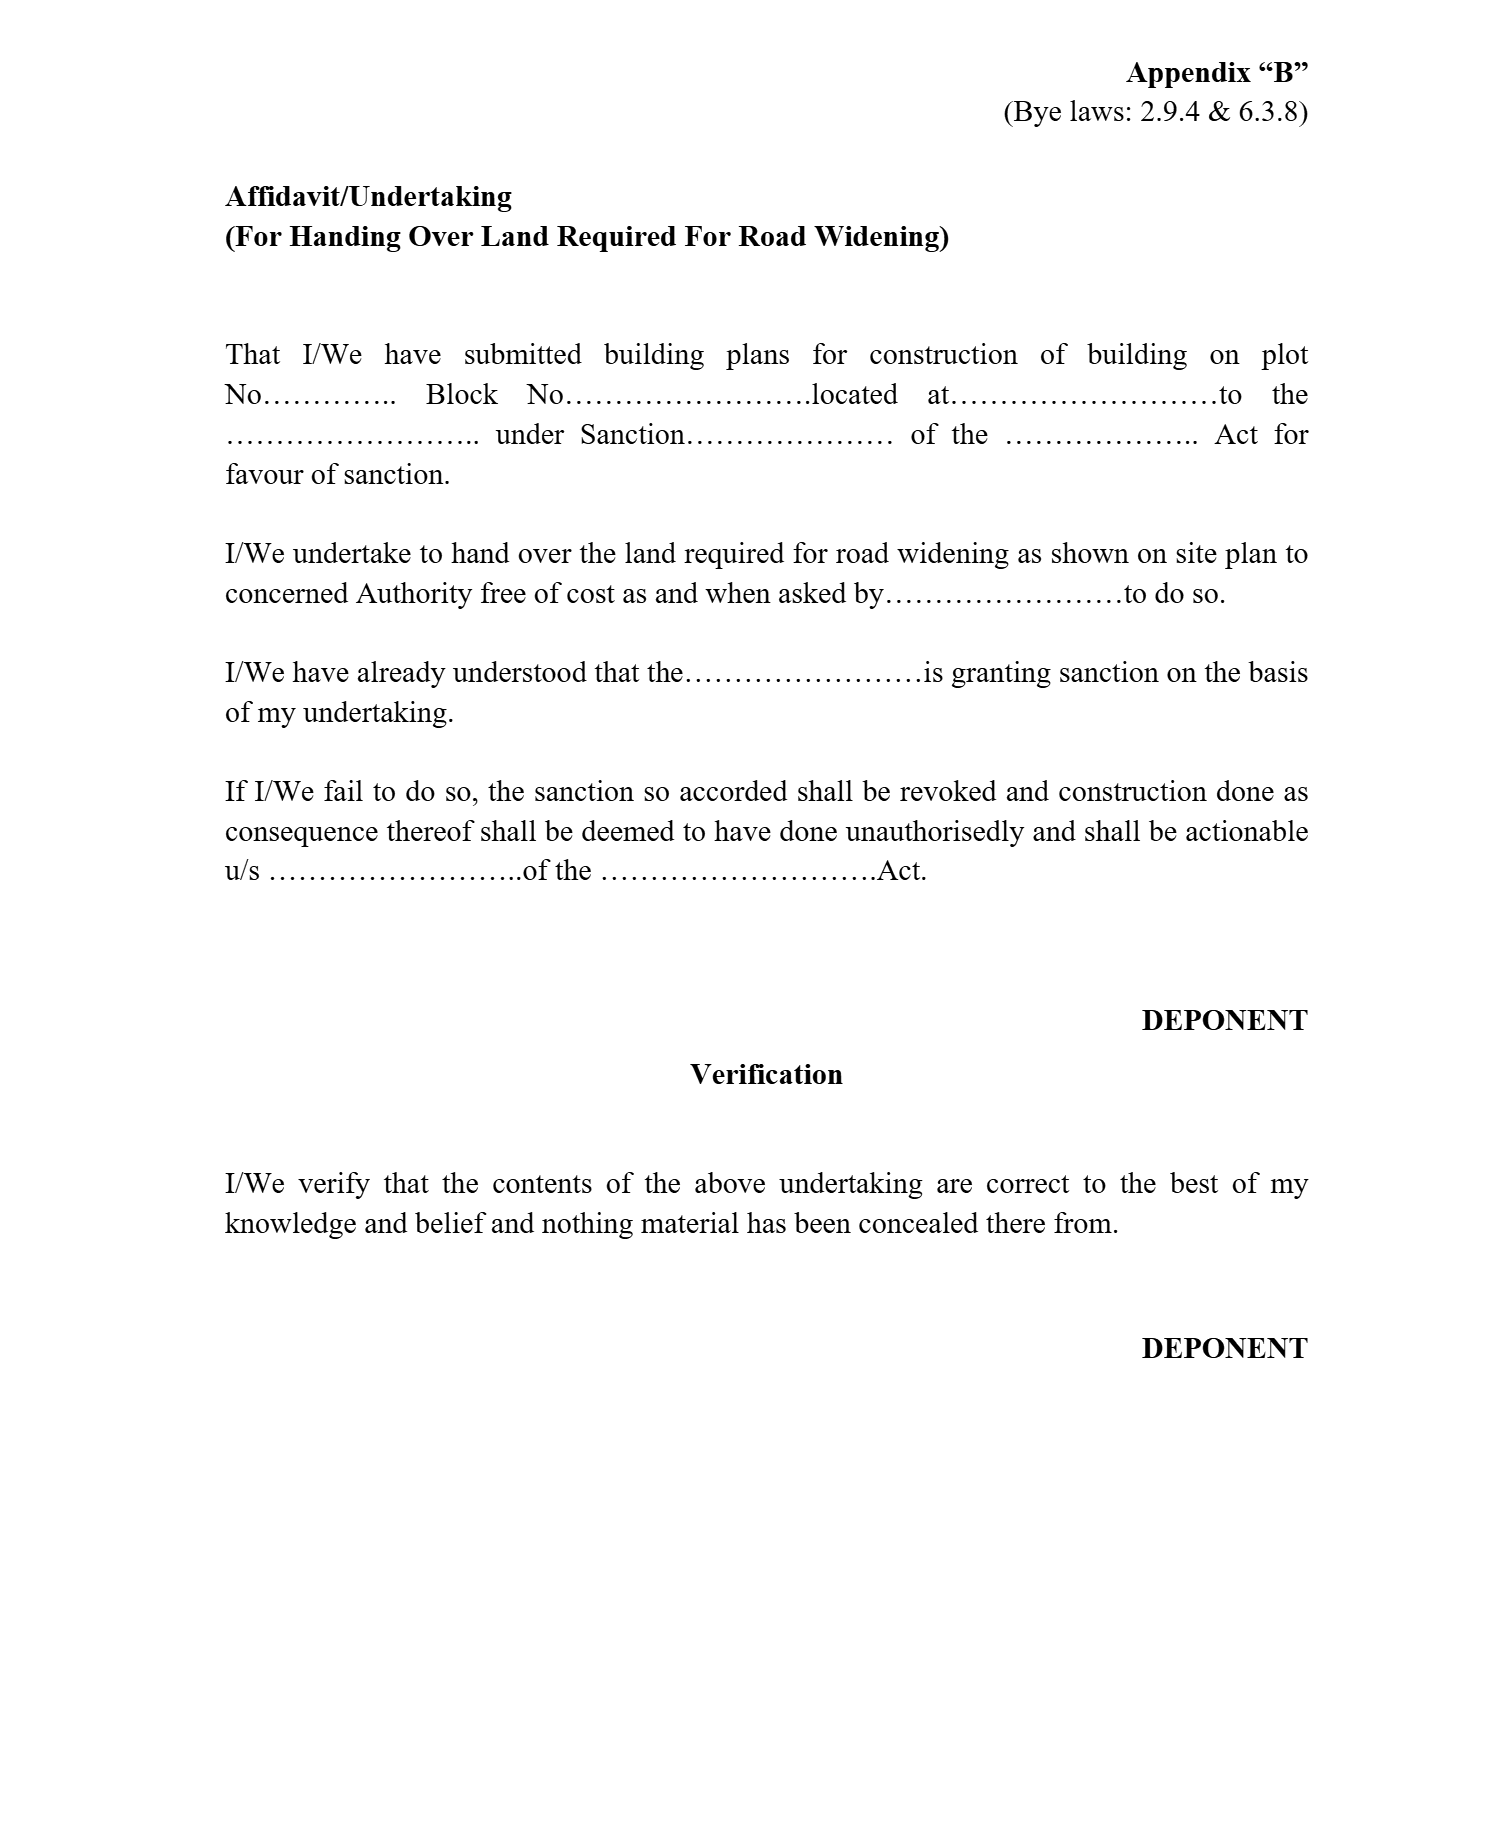 Appendix “B”
(Bye laws: 2.9.4 & 6.3.8)
Affidavit/Undertaking
(For Handing Over Land Required For Road Widening)
That I/We have submitted building plans for construction of building on plot
No………….. Block No…………………….located at………………………to the
…………………….. under Sanction………………… of the ……………….. Act for
favour of sanction.
I/We undertake to hand over the land required for road widening as shown on site plan to
concerned Authority free of cost as and when asked by……………………to do so.
I/We have already understood that the……………………is granting sanction on the basis
of my undertaking.
If I/We fail to do so, the sanction so accorded shall be revoked and construction done as
consequence thereof shall be deemed to have done unauthorisedly and shall be actionable
u/s ……………………..of the ……………………….Act.
DEPONENT
Verification
I/We verify that the contents of the above undertaking are correct to the best of my
knowledge and belief and nothing material has been concealed there from.
DEPONENT